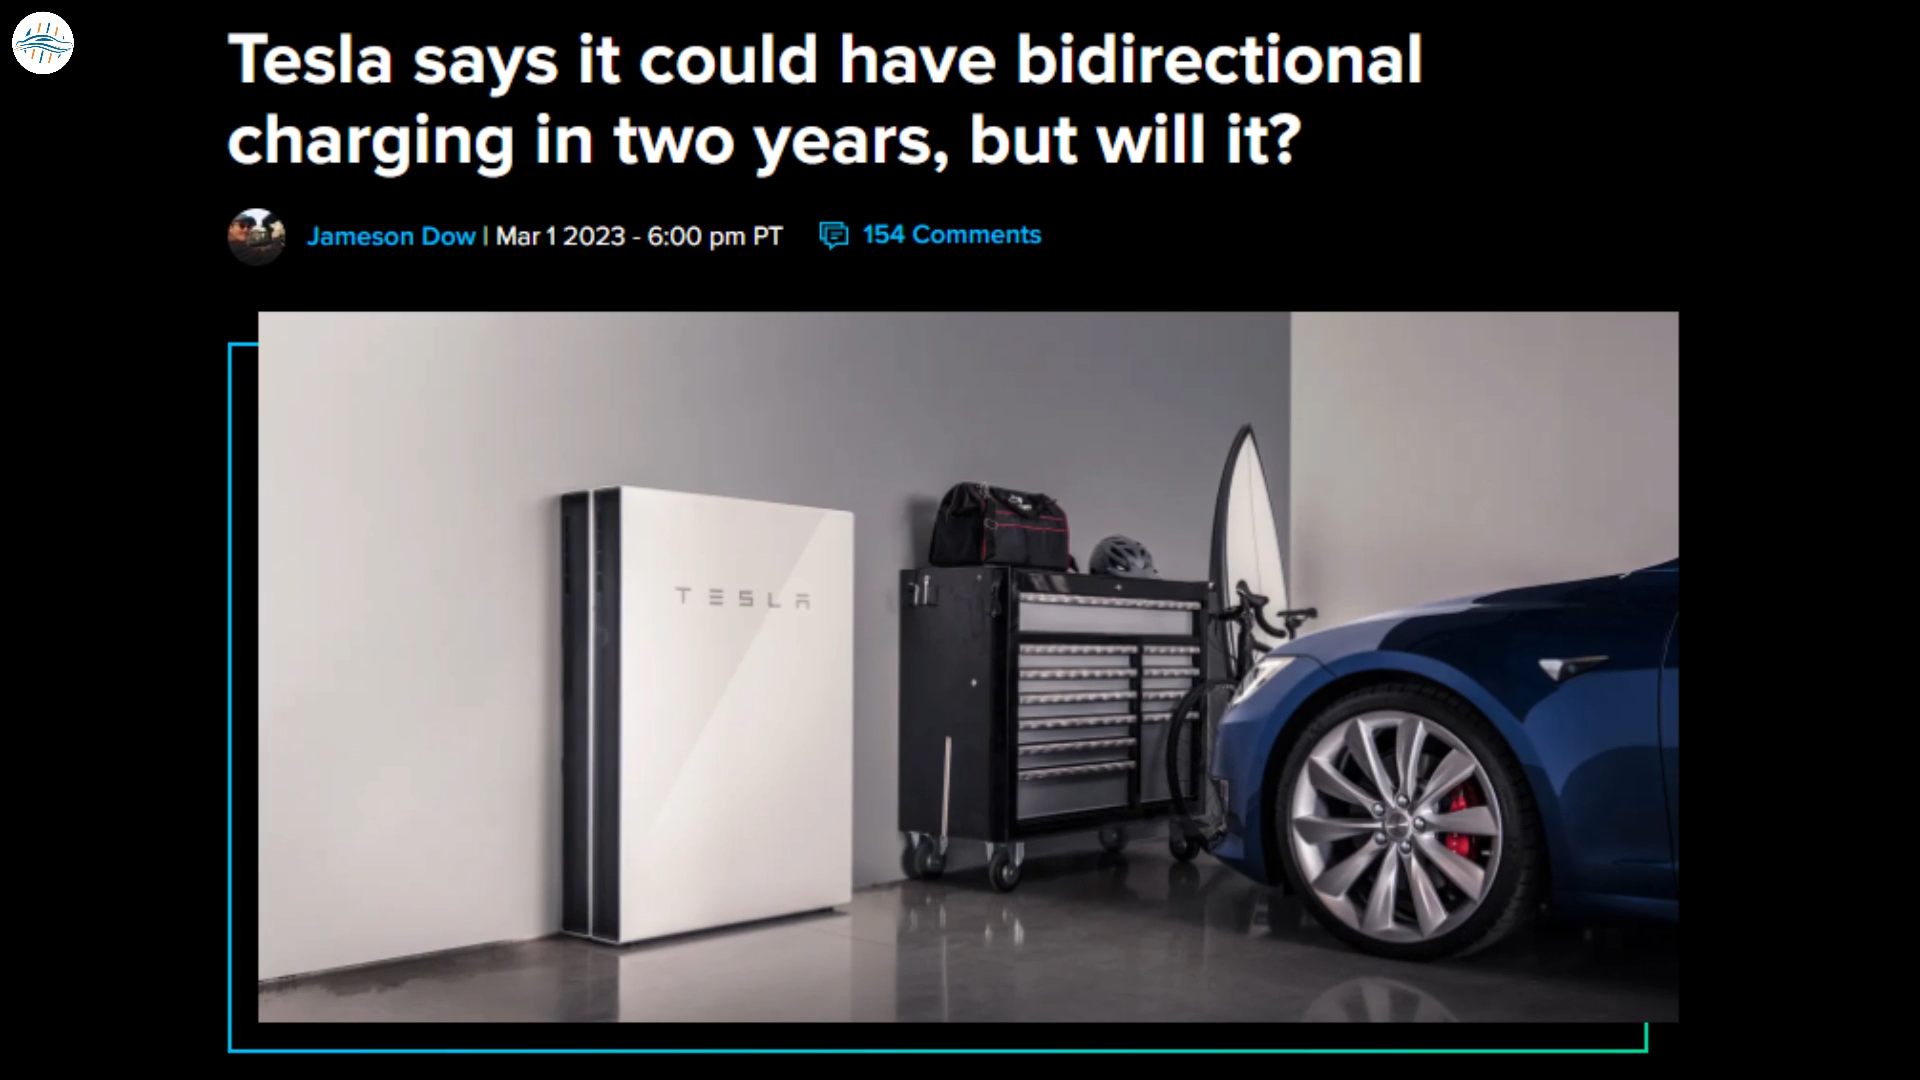 Tesla says it could have bidirectional
charging in two years, but will it?
Jameson Dow | Mar 1 2023 - 6:00 pm PT 154 Comments
TESLA